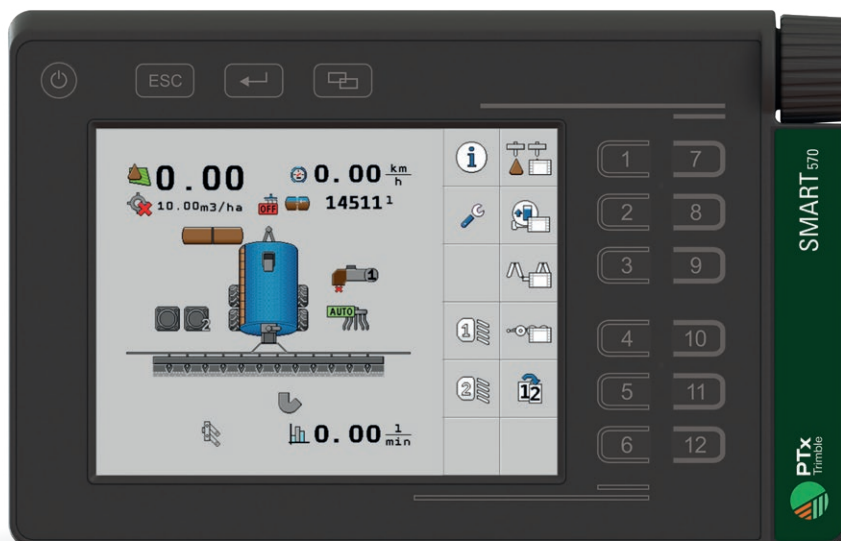 ESC
0.00
0.00 km/h
10.00m3/ha OFF 14511 l
1
2
AUTO
1
2
12
0.00 l/min
1 7
2 8
3 9
4 10
5 11
6 12
SMART 570
PTx
Trimble